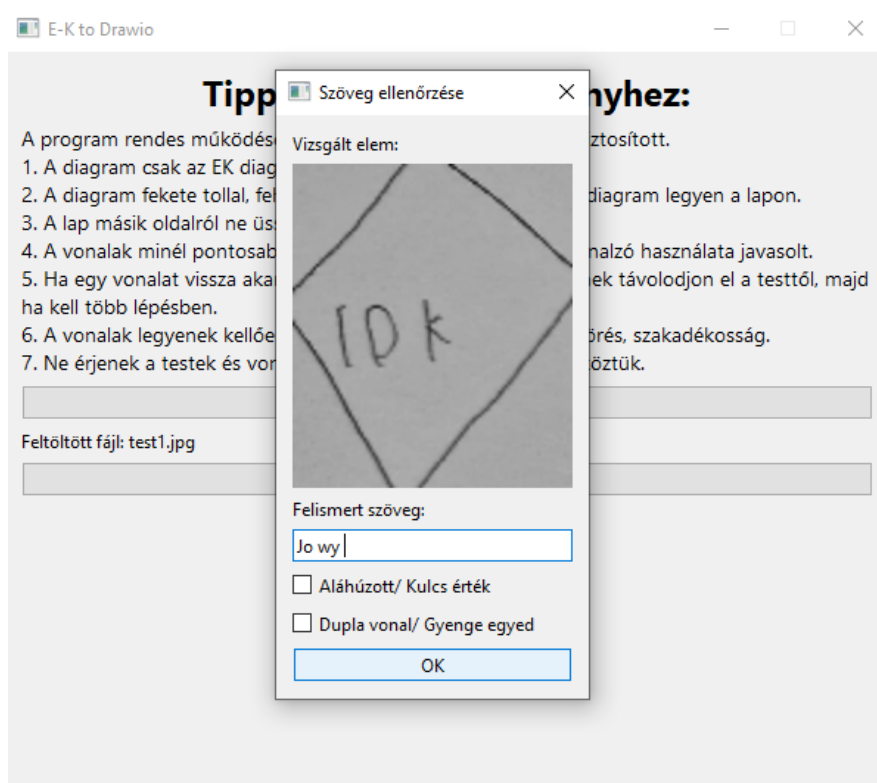 E-K to Drawio
Tipp
nyhez:
Szöveg ellenőrzése
A program rendes működése
ztosított.
1. A diagram csak az EK diag
2. A diagram fekete tollal, feh
diagram legyen a lapon.
3. A lap másik oldalról ne üss
4. A vonalak minél pontosab
nalzó használata javasolt.
5. Ha egy vonalat vissza aka
nek távolodjon el a testtől, majd
ha kell több lépésben.
6. A vonalak legyenek kellőe
örés, szakadékosság.
7. Ne érjenek a testek és von
öztük.
Feltöltött fájl: test1.jpg
Vizsgált elem:
IDK
Felismert szöveg:
Jo wy
Aláhúzott/ Kulcs érték
Dupla vonal/ Gyenge egyed
OK